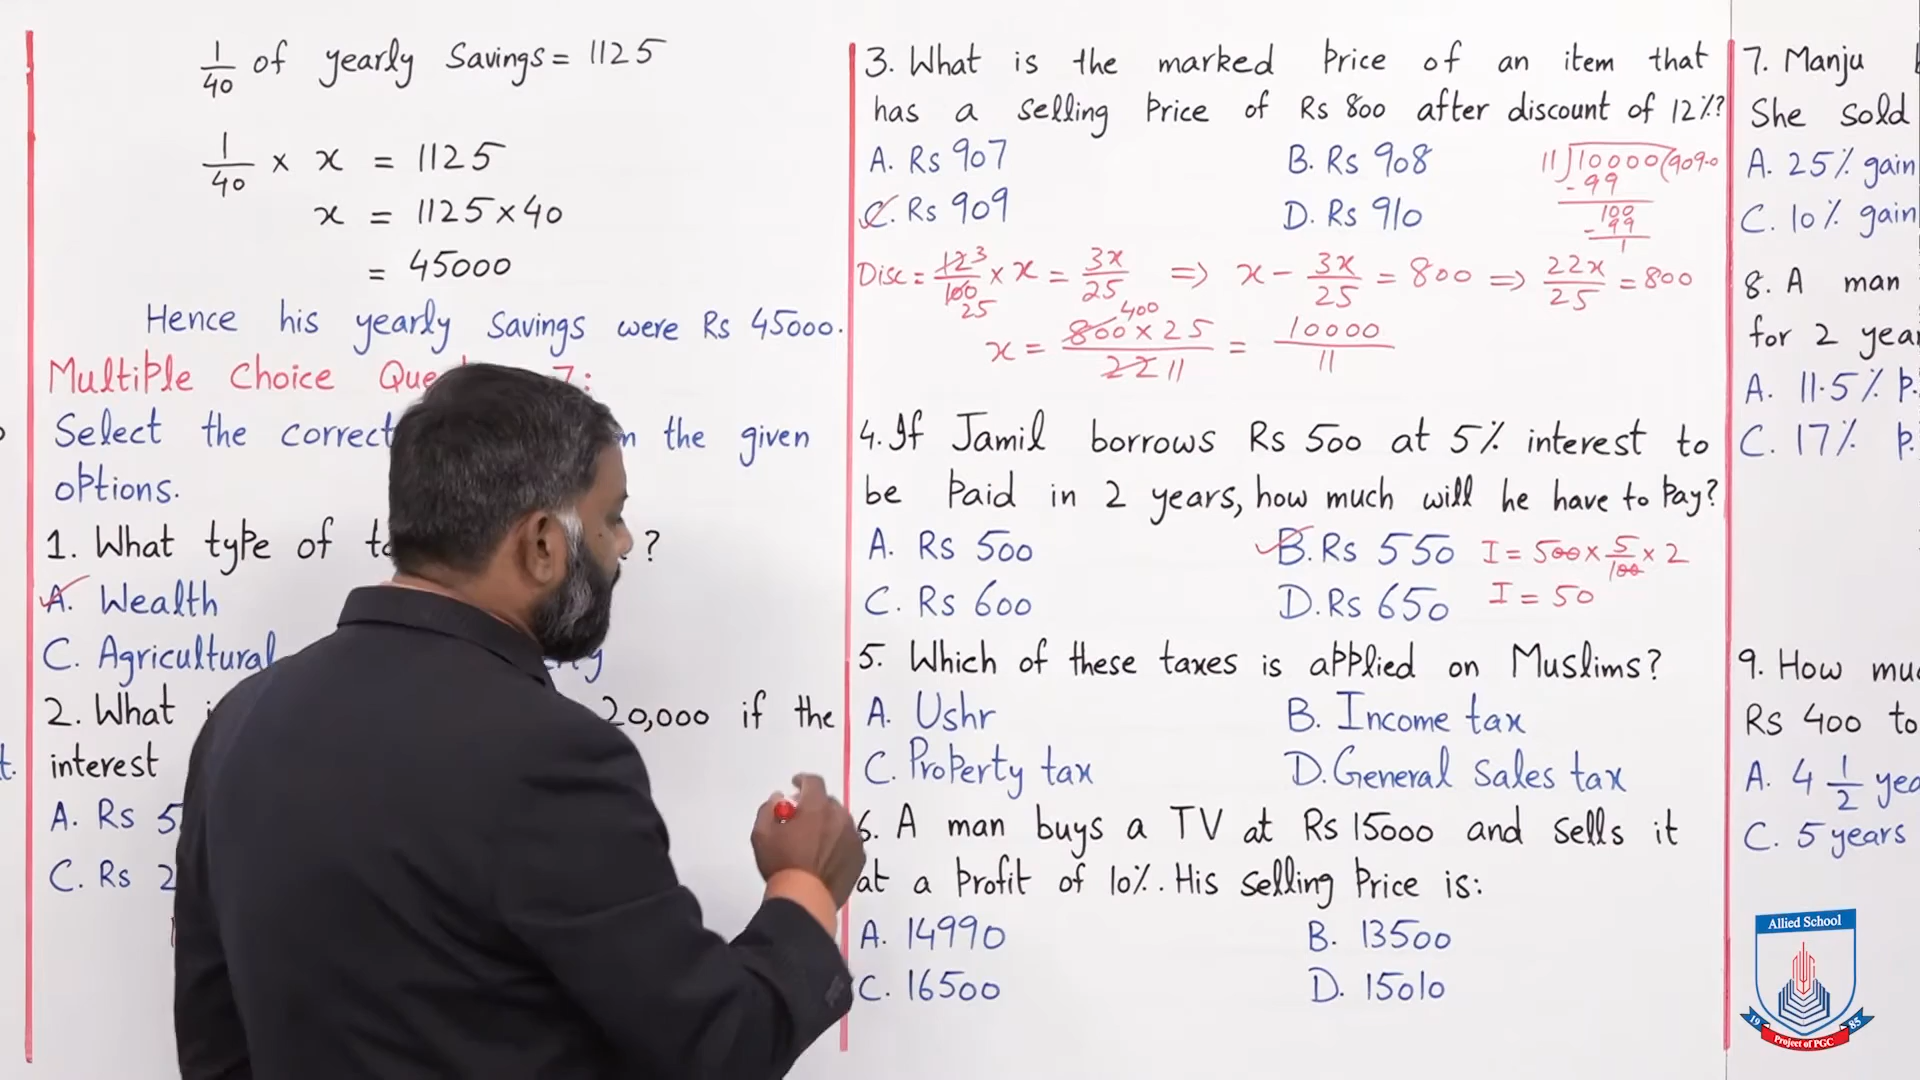 1/40 of yearly Savings = 1125
1/40 × x = 1125
x = 1125 × 40
= 45000
Hence his yearly Savings were Rs 45000.
Multiple Choice
Select the correct the given
options.
1. What type of ?
A. Wealth
C. Agricultural
2. What 20,000 if the
interest
A. Rs 5
C. Rs 2
3. What is the marked Price of an item that
has a selling Price of Rs 800 after discount of 12%?
A. Rs 907 B. Rs 908
C. Rs 909 D. Rs 910
11)10000(909.0
-99
100
-99
1
Disc = 12 3/100 25 × x = 3x/25 ⇒ x - 3x/25 = 800 ⇒ 22x/25 = 800
x = 800 400 × 25/22 11 = 10000/11
4. If Jamil borrows Rs 500 at 5% interest to
be Paid in 2 years, how much will he have to Pay?
A. Rs 500 B. Rs 550 I = 500 × 5/100 × 2
C. Rs 600 D. Rs 650 I = 50
5. Which of these taxes is applied on Muslims?
A. Ushr B. Income tax
C. Property tax D. General Sales tax
6. A man buys a TV at Rs 15000 and sells it
at a Profit of 10%. His selling Price is:
A. 14990 B. 13500
C. 16500 D. 15010
7. Manju
She sold
A. 25% gain
C. 10% gain
8. A man
for 2
A. 11.5% P.
C. 17% P.
9. How
Rs 400 to
A. 4 1/2
C. 5 years
Allied School
19 85
Project of PGC